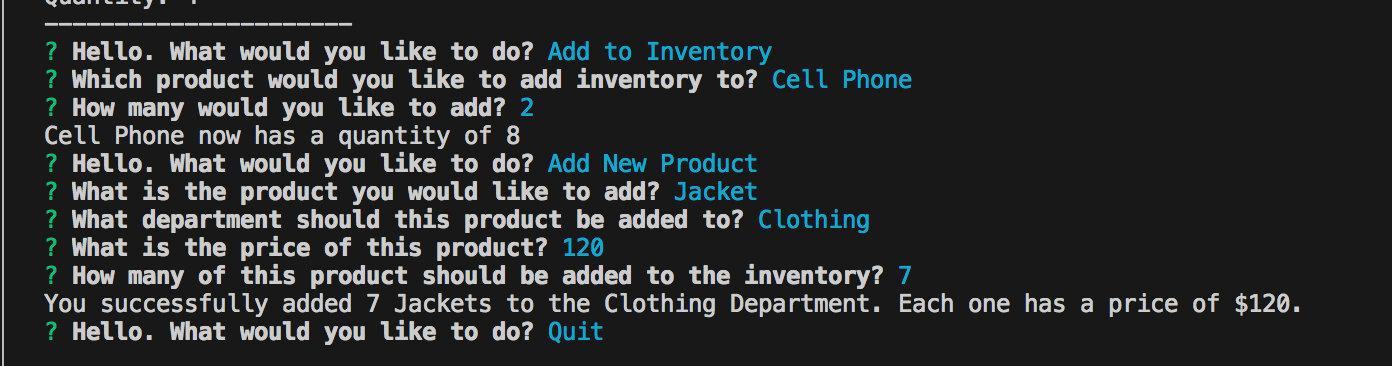 Quantity:
----------------------
? Hello. What would you like to do? Add to Inventory
? Which product would you like to add inventory to? Cell Phone
? How many would you like to add? 2
Cell Phone now has a quantity of 8
? Hello. What would you like to do? Add New Product
? What is the product you would like to add? Jacket
? What department should this product be added to? Clothing
? What is the price of this product? 120
? How many of this product should be added to the inventory? 7
You successfully added 7 Jackets to the Clothing Department. Each one has a price of $120.
? Hello. What would you like to do? Quit